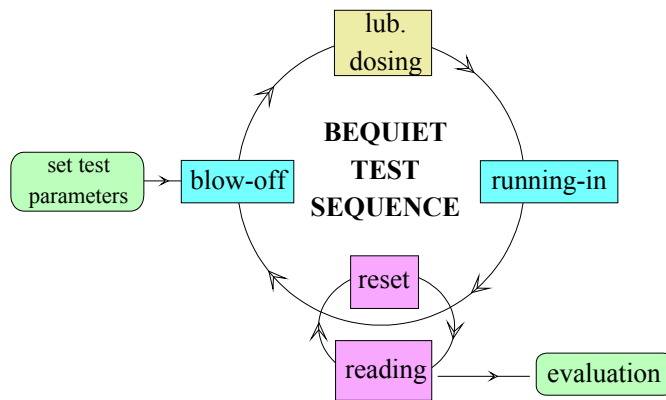 lub.
dosing
BEQUIET
TEST
SEQUENCE
set test
parameters
blow-off
running-in
reset
reading
evaluation